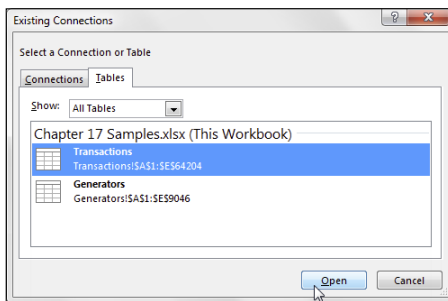 Existing Connections
Select a Connection or Table
Connections Tables
Show: All Tables
Chapter 17 Samples.xlsx (This Workbook)
Transactions
Transactions!$A$1:$E$64204
Generators
Generators!$A$1:$E$9046
Open Cancel